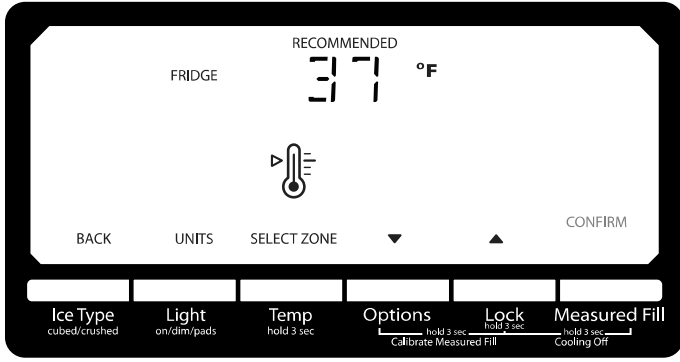 RECOMMENDED
FRIDGE 37 °F
BACK UNITS SELECT ZONE ▼ ▲ CONFIRM
Ice Type Light Temp Options Lock Measured Fill
cubed/crushed on/dim/pads hold 3 sec hold 3 sec hold 3 sec hold 3 sec
Calibrate Measured Fill Cooling Off